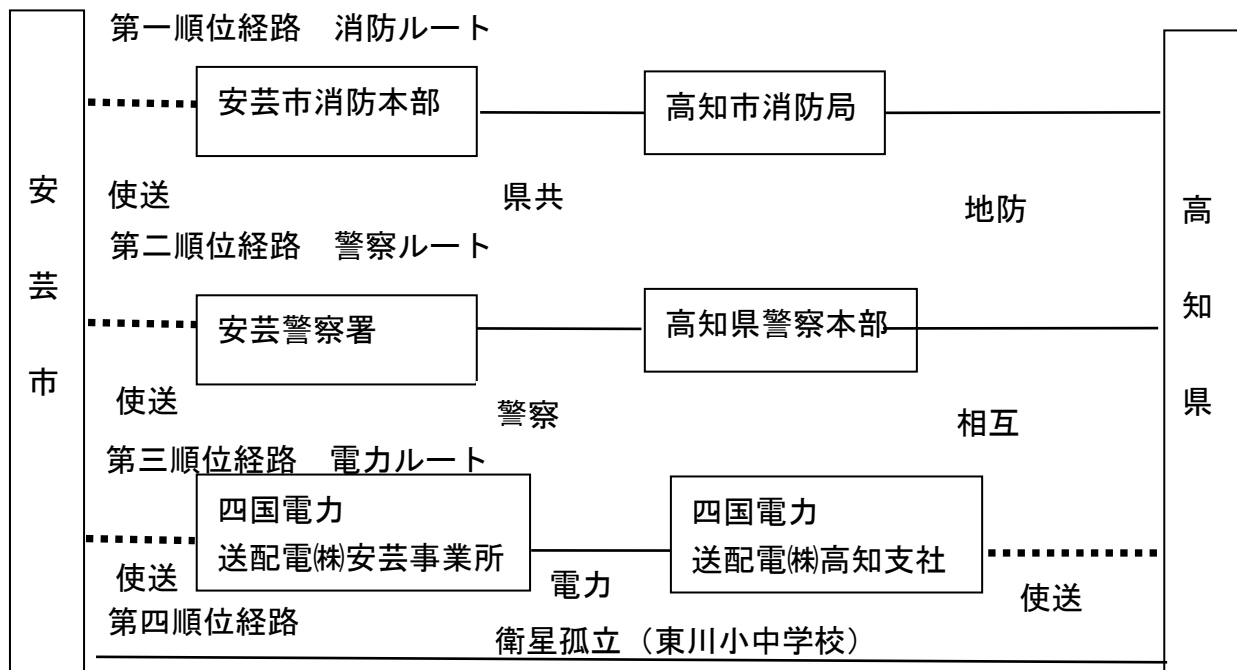 第一順位経路　消防ルート
安芸市消防本部
高知市消防局
使送
県共
地防
第二順位経路　警察ルート
安芸警察署
高知県警察本部
使送
警察
相互
第三順位経路　電力ルート
四国電力
送配電㈱安芸事業所
四国電力
送配電㈱高知支社
使送
電力
使送
第四順位経路
衛星孤立（東川小中学校）
安芸市
高知県